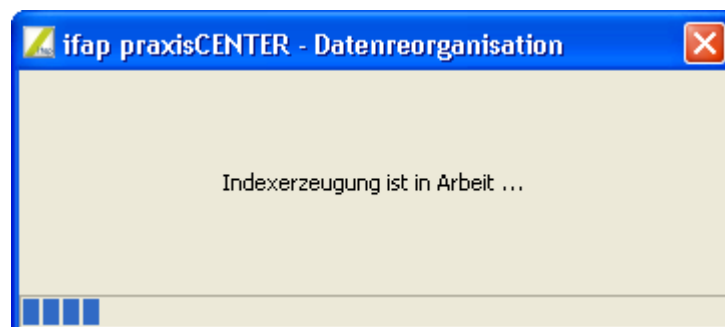 ifap praxisCENTER - Datenreorganisation
Indexerzeugung ist in Arbeit ...